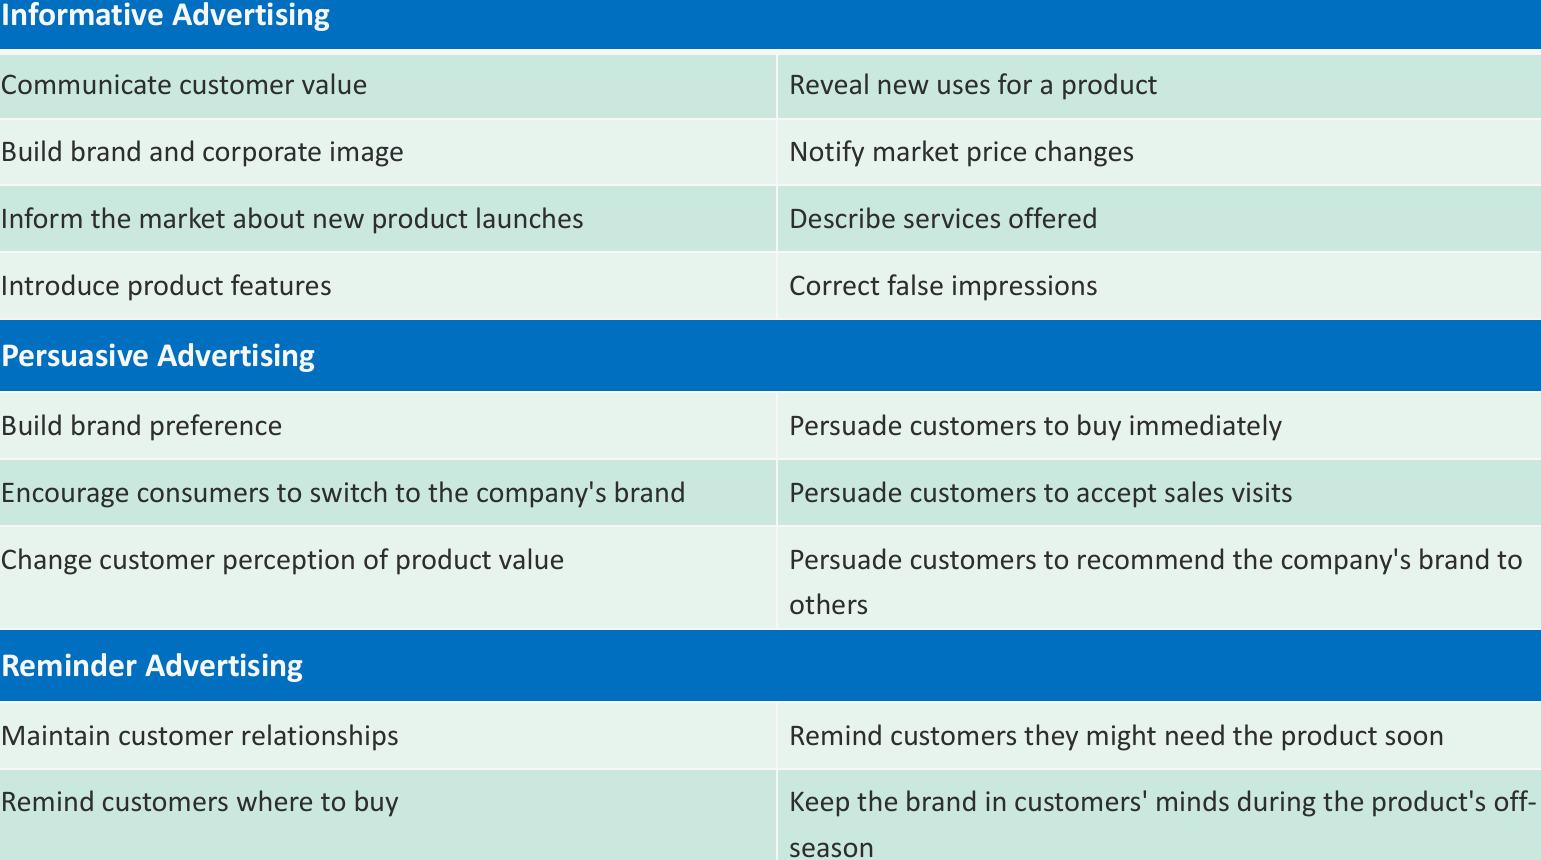 Informative Advertising
Communicate customer value
Reveal new uses for a product
Build brand and corporate image
Notify market price changes
Inform the market about new product launches
Describe services offered
Introduce product features
Correct false impressions
Persuasive Advertising
Build brand preference
Persuade customers to buy immediately
Encourage consumers to switch to the company's brand
Persuade customers to accept sales visits
Change customer perception of product value
Persuade customers to recommend the company's brand to
others
Reminder Advertising
Maintain customer relationships
Remind customers they might need the product soon
Remind customers where to buy
Keep the brand in customers' minds during the product's off-
season